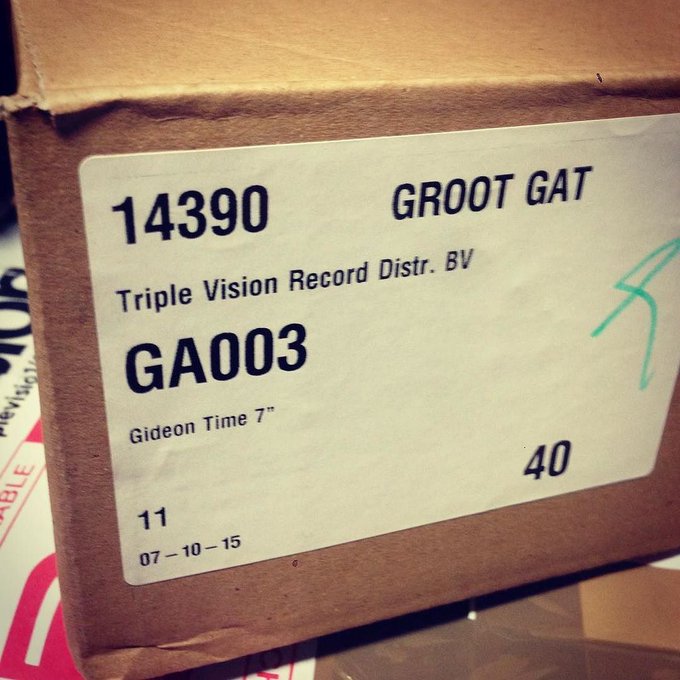 14390 GROOT GAT
Triple Vision Record Distr. BV
GA003
Gideon Time 7"
40
11
07-10-15